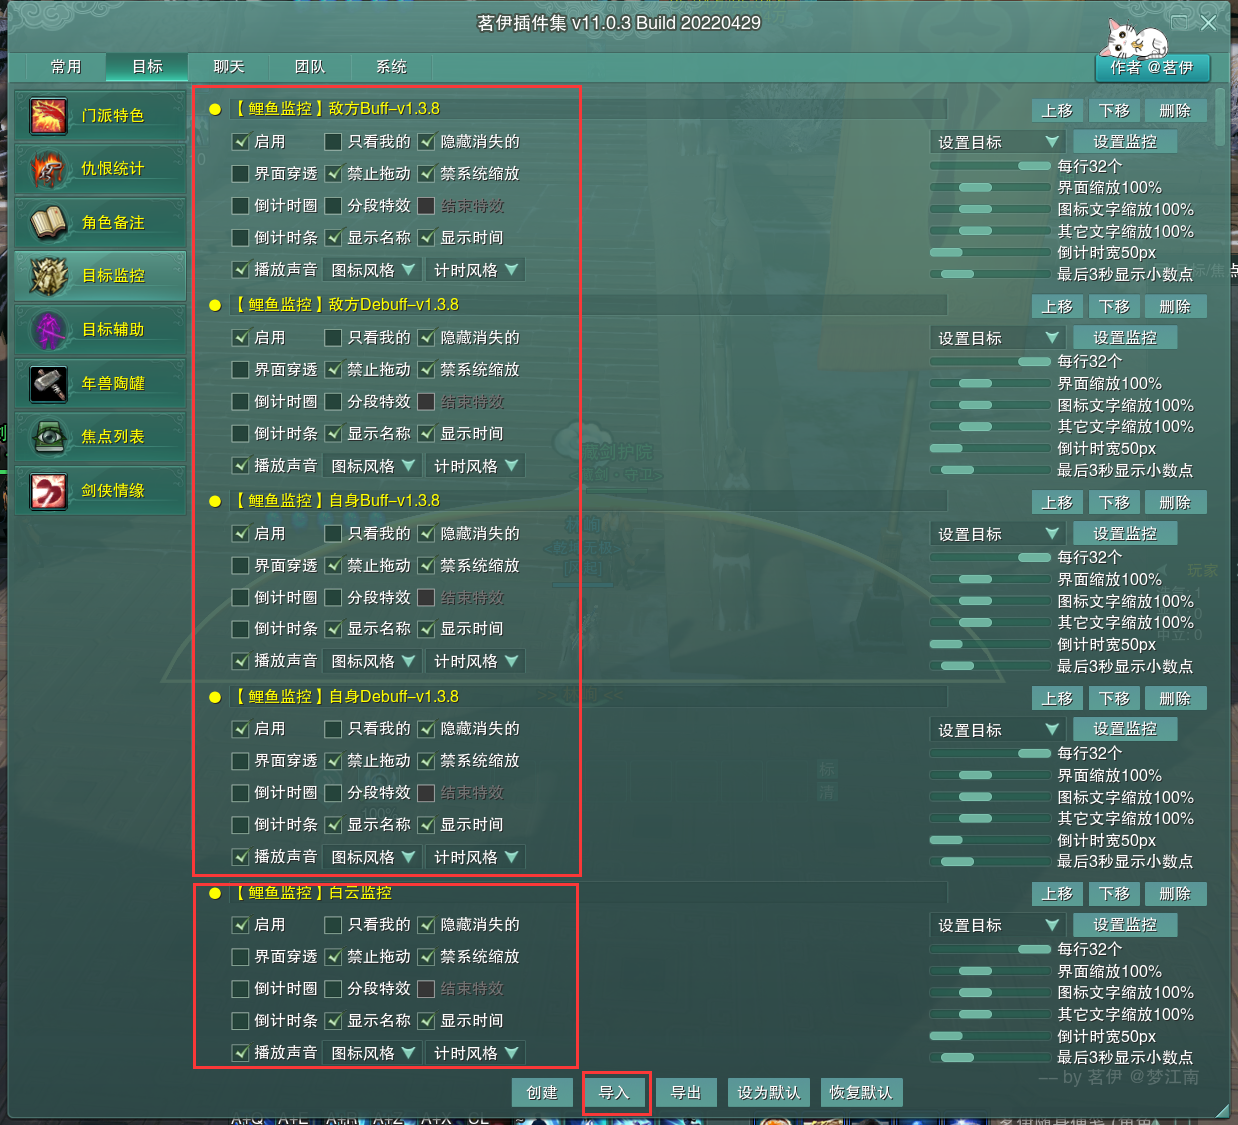 茗伊插件集 v11.0.3 Build 20220429
作者 @茗伊
常用 目标 聊天 团队 系统
门派特色
仇恨统计
角色备注
目标监控
目标辅助
年兽陶罐
焦点列表
剑侠情缘
【鲤鱼监控】敌方Buff–v1.3.8 上移 下移 删除
启用 只看我的 隐藏消失的 设置目标 设置监控
每行32个
界面穿透 禁止拖动 禁系统缩放 界面缩放100%
倒计时圈 分段特效 结束特效 图标文字缩放100%
倒计时条 显示名称 显示时间 其它文字缩放100%
倒计时宽50px
播放声音 图标风格 计时风格 最后3秒显示小数点
【鲤鱼监控】敌方Debuff–v1.3.8 上移 下移 删除
启用 只看我的 隐藏消失的 设置目标 设置监控
每行32个
界面穿透 禁止拖动 禁系统缩放 界面缩放100%
倒计时圈 分段特效 结束特效 图标文字缩放100%
倒计时条 显示名称 显示时间 其它文字缩放100%
倒计时宽50px
播放声音 图标风格 计时风格 最后3秒显示小数点
【鲤鱼监控】自身Buff–v1.3.8 上移 下移 删除
启用 只看我的 隐藏消失的 设置目标 设置监控
每行32个
界面穿透 禁止拖动 禁系统缩放 界面缩放100%
倒计时圈 分段特效 结束特效 图标文字缩放100%
倒计时条 显示名称 显示时间 其它文字缩放100%
倒计时宽50px
播放声音 图标风格 计时风格 最后3秒显示小数点
【鲤鱼监控】自身Debuff–v1.3.8 上移 下移 删除
启用 只看我的 隐藏消失的 设置目标 设置监控
每行32个
界面穿透 禁止拖动 禁系统缩放 界面缩放100%
倒计时圈 分段特效 结束特效 图标文字缩放100%
倒计时条 显示名称 显示时间 其它文字缩放100%
倒计时宽50px
播放声音 图标风格 计时风格 最后3秒显示小数点
【鲤鱼监控】白云监控 上移 下移 删除
启用 只看我的 隐藏消失的 设置目标 设置监控
每行32个
界面穿透 禁止拖动 禁系统缩放 界面缩放100%
倒计时圈 分段特效 结束特效 图标文字缩放100%
倒计时条 显示名称 显示时间 其它文字缩放100%
倒计时宽50px
播放声音 图标风格 计时风格 最后3秒显示小数点
— by 茗伊 @梦江南
创建 导入 导出 设为默认 恢复默认